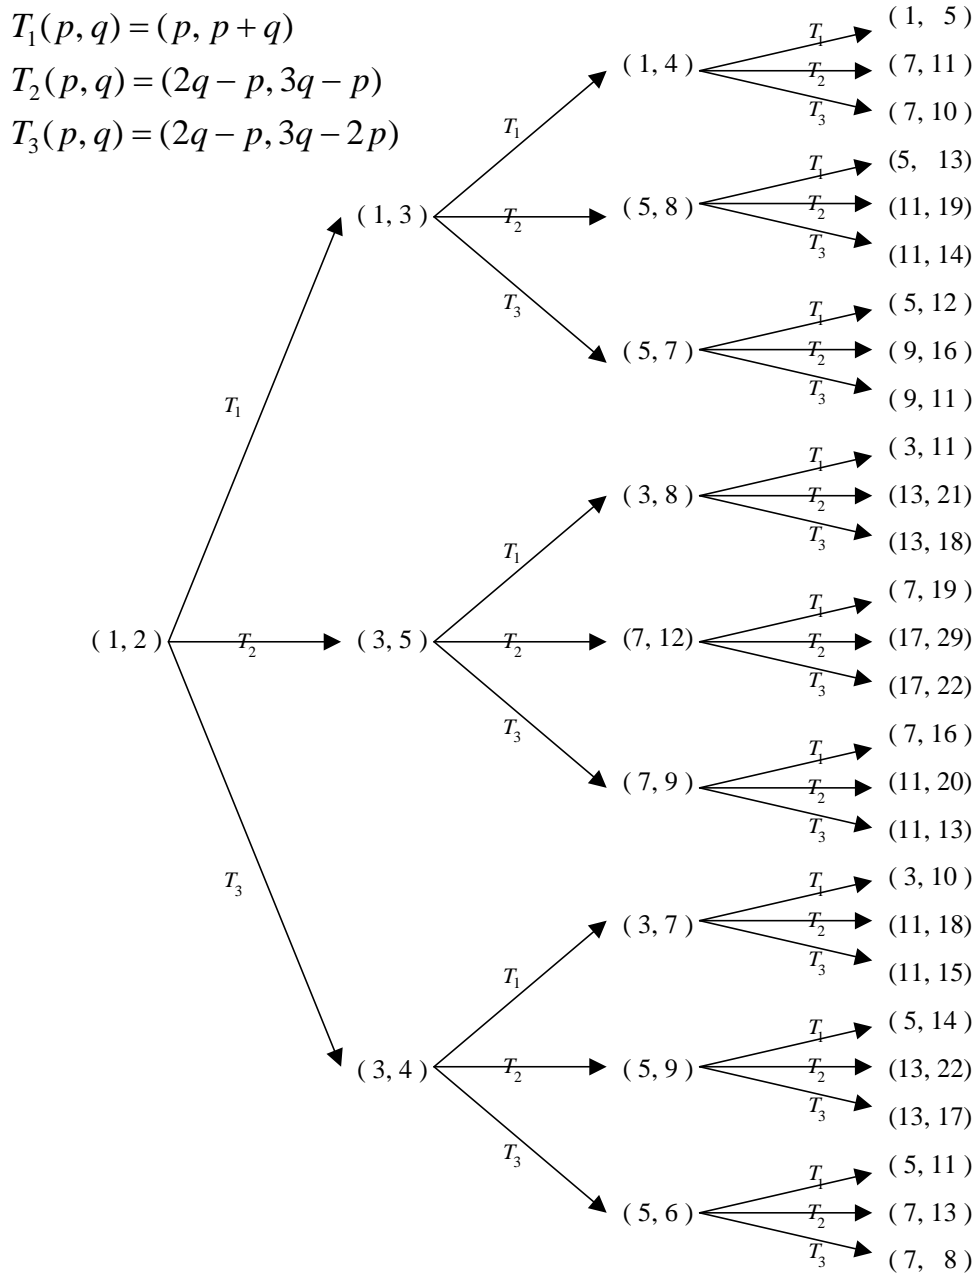 T₁(p, q) = (p, p + q)
T₂(p, q) = (2q − p, 3q − p)
T₃(p, q) = (2q − p, 3q − 2p)
T₁ ( 1, 5 )
( 1, 4 ) T₂ ( 7, 11 )
T₃ ( 7, 10 )
T₁
T₁ (5, 13)
( 1, 3 ) T₂ ( 5, 8 ) T₂ (11, 19)
T₃ (11, 14)
T₃
T₁ ( 5, 12 )
( 5, 7 ) T₂ ( 9, 16 )
T₃ ( 9, 11 )
T₁
T₁ ( 3, 11 )
( 3, 8 ) T₂ (13, 21)
T₃ (13, 18)
T₁
T₁ ( 7, 19 )
( 1, 2 ) T₂ ( 3, 5 ) T₂ (7, 12) T₂ (17, 29)
T₃ (17, 22)
T₃
T₁ ( 7, 16 )
( 7, 9 ) T₂ (11, 20)
T₃ (11, 13)
T₃
T₁ ( 3, 10 )
( 3, 7 ) T₂ (11, 18)
T₃ (11, 15)
T₁
T₁ ( 5, 14 )
( 3, 4 ) T₂ ( 5, 9 ) T₂ (13, 22)
T₃ (13, 17)
T₃
T₁ ( 5, 11 )
( 5, 6 ) T₂ ( 7, 13 )
T₃ ( 7, 8 )